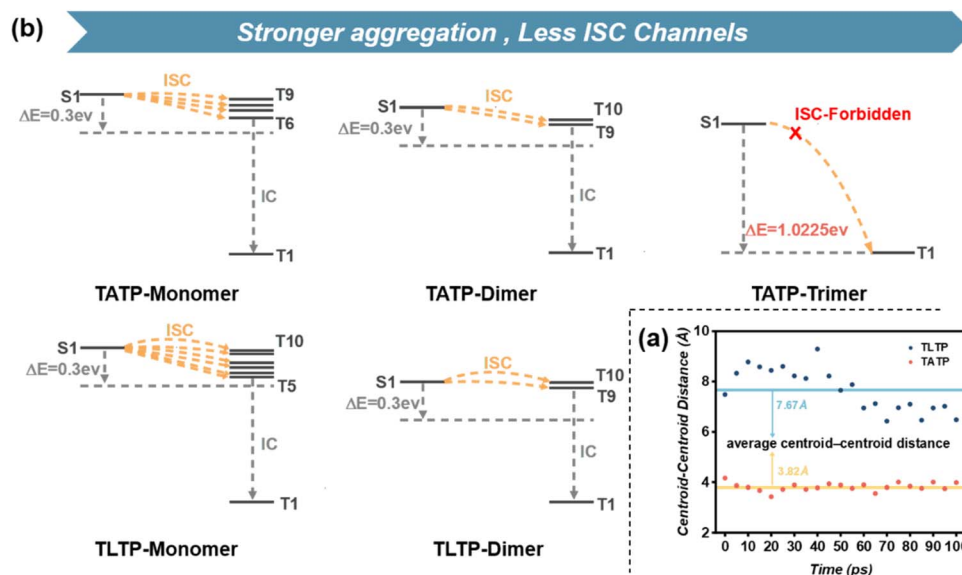 (b)
Stronger aggregation , Less ISC Channels
S1
ISC
T9
T6
ΔE=0.3ev
IC
T1
TATP-Monomer
S1
ISC
T10
T9
ΔE=0.3ev
IC
T1
TATP-Dimer
S1
ISC-Forbidden
ΔE=1.0225ev
T1
TATP-Trimer
S1
ISC
T10
T5
ΔE=0.3ev
IC
T1
TLTP-Monomer
S1
ISC
T10
T9
ΔE=0.3ev
IC
T1
TLTP-Dimer
(a)
Centroid-Centroid Distance (Å)
10
8
6
4
2
TLTP
TATP
7.67Å
average centroid–centroid distance
3.82Å
0 10 20 30 40 50 60 70 80 90 100
Time (ps)